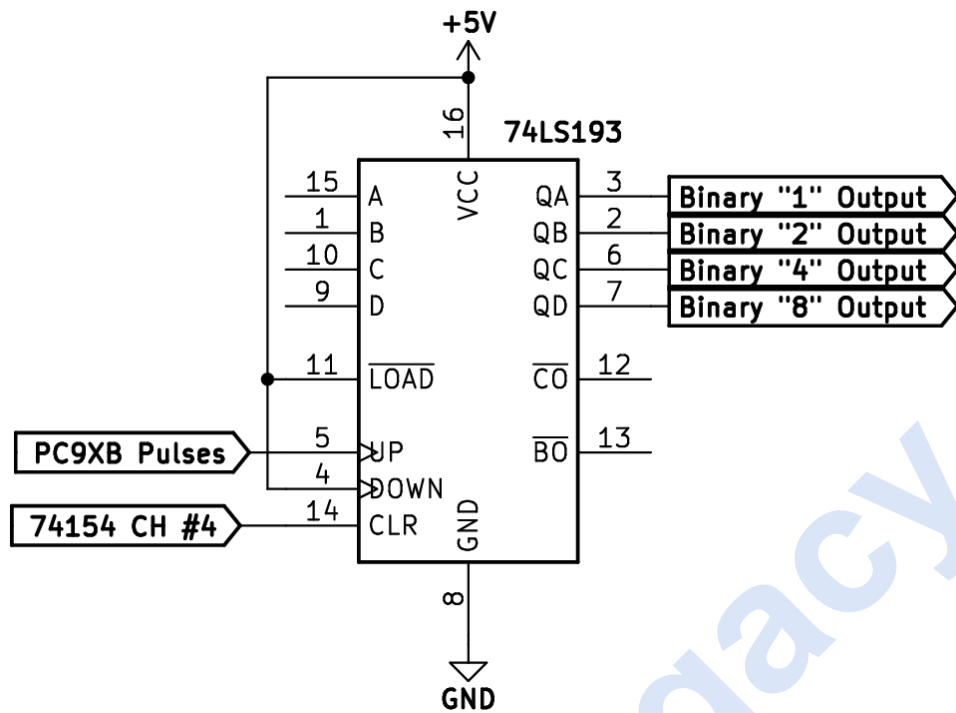 +5V
16
74LS193
VCC
15 A
1 B
10 C
9 D
11 LOAD
5 UP
4 DOWN
14 CLR
GND
8
QA 3
QB 2
QC 6
QD 7
CO 12
BO 13
Binary "1" Output
Binary "2" Output
Binary "4" Output
Binary "8" Output
PC9XB Pulses
74154 CH #4
GND
gacy